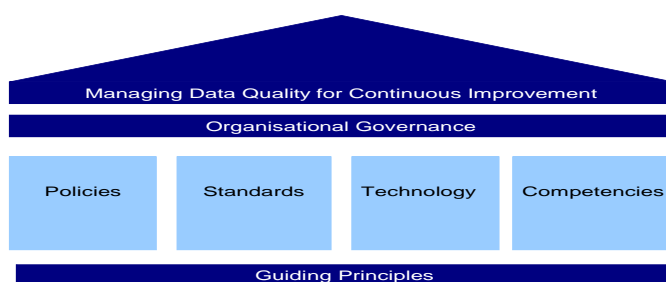 Managing Data Quality for Continuous Improvement
Organisational Governance
Policies Standards Technology Competencies
Guiding Principles